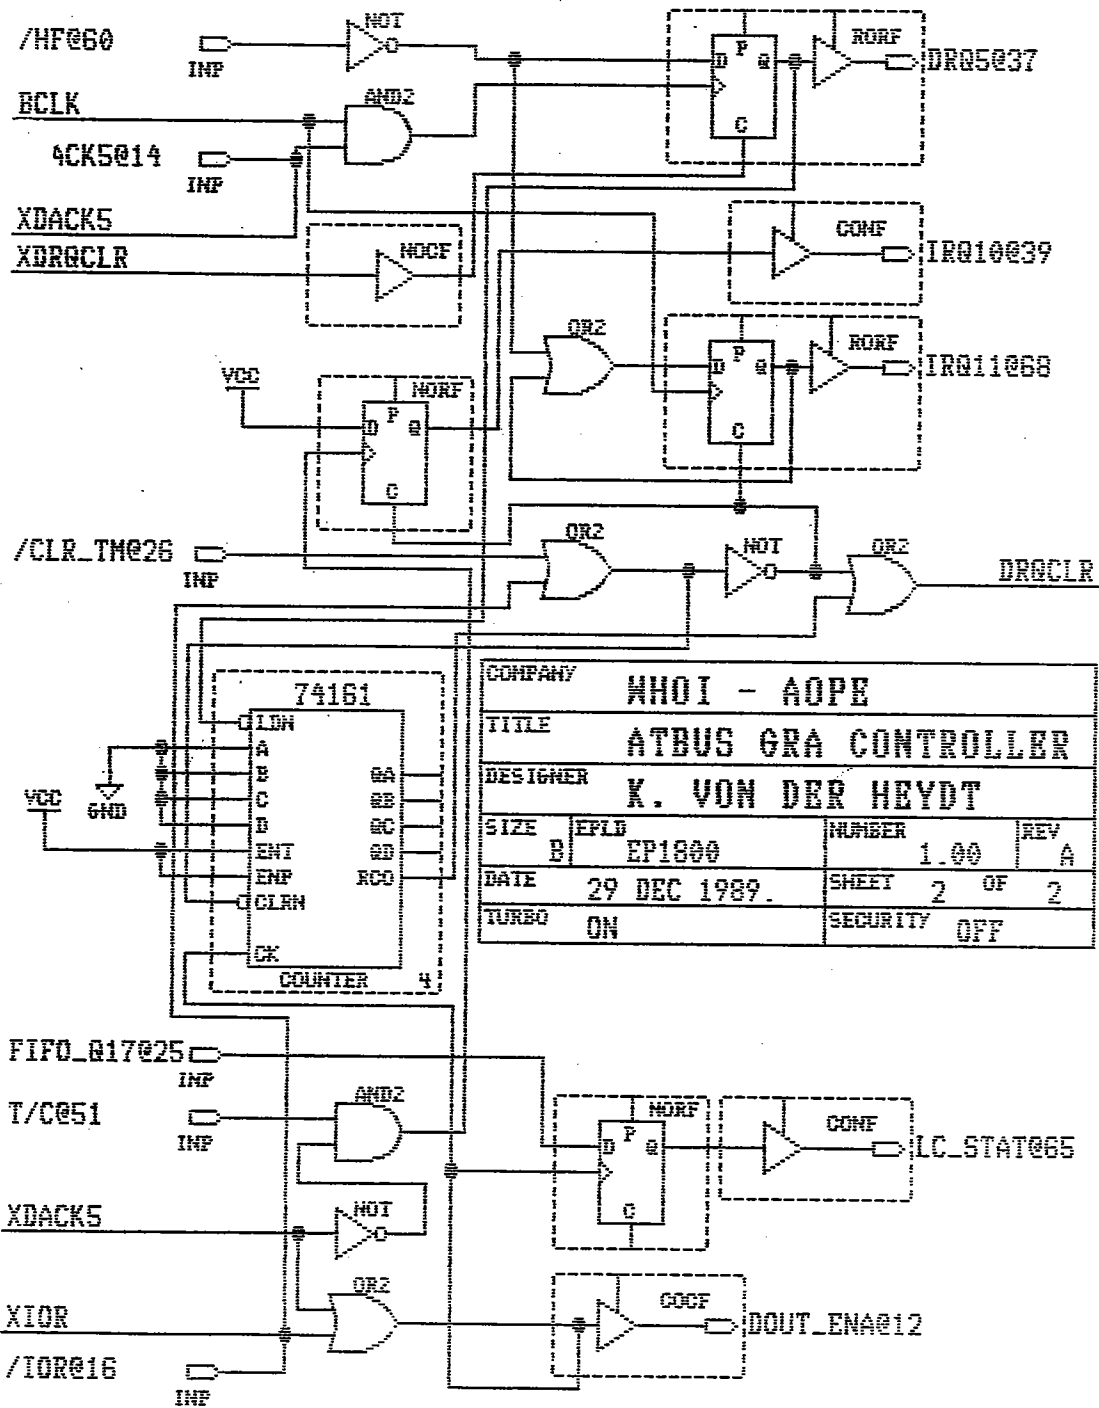 /HF@60
INP
NOT
RORF
P
D
Q
C
DRQ5@37
BCLK
AND2
4CK5@14
INP
XDACK5
XDRQCLR
NOCF
CONF
IRQ10@39
OR2
RORF
P
D
Q
C
IRQ11@68
VCC
NORF
P
D
Q
C
/CLR_TM@26
INP
OR2
NOT
OR2
DRQCLR
74161
LDN
A
B
C
D
ENT
ENP
CLRN
CK
QA
QB
QC
QD
RCO
COUNTER 4
GND
VCC
COMPANY WHOI - AOPE
TITLE ATBUS GRA CONTROLLER
DESIGNER K. VON DER HEYDT
SIZE B EPLD EP1800 NUMBER 1.00 REV A
DATE 29 DEC 1989. SHEET 2 OF 2
TURBO ON SECURITY OFF
FIFO_Q17@25
INP
T/C@51
INP
AND2
NORF
P
D
Q
C
CONF
LC_STAT@65
XDACK5
NOT
XIOR
OR2
COCF
DOUT_ENA@12
/IOR@16
INP